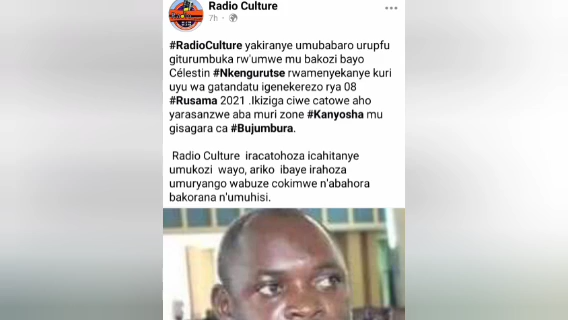 Radio Culture
7h
#RadioCulture yakiranye umubabaro urupfu
giturumbuka rw'umwe mu bakozi bayo
Célestin #Nkengurutse rwamenyekanye kuri
uyu wa gatandatu igenekerezo rya 08
#Rusama 2021 .Ikiziga ciwe catowe aho
yarasanzwe aba muri zone #Kanyosha mu
gisagara ca #Bujumbura.
Radio Culture iracatohoza icahitanye
umukozi wayo, ariko ibaye irahoza
umuryango wabuze cokimwe n'abahora
bakorana n'umuhisi.